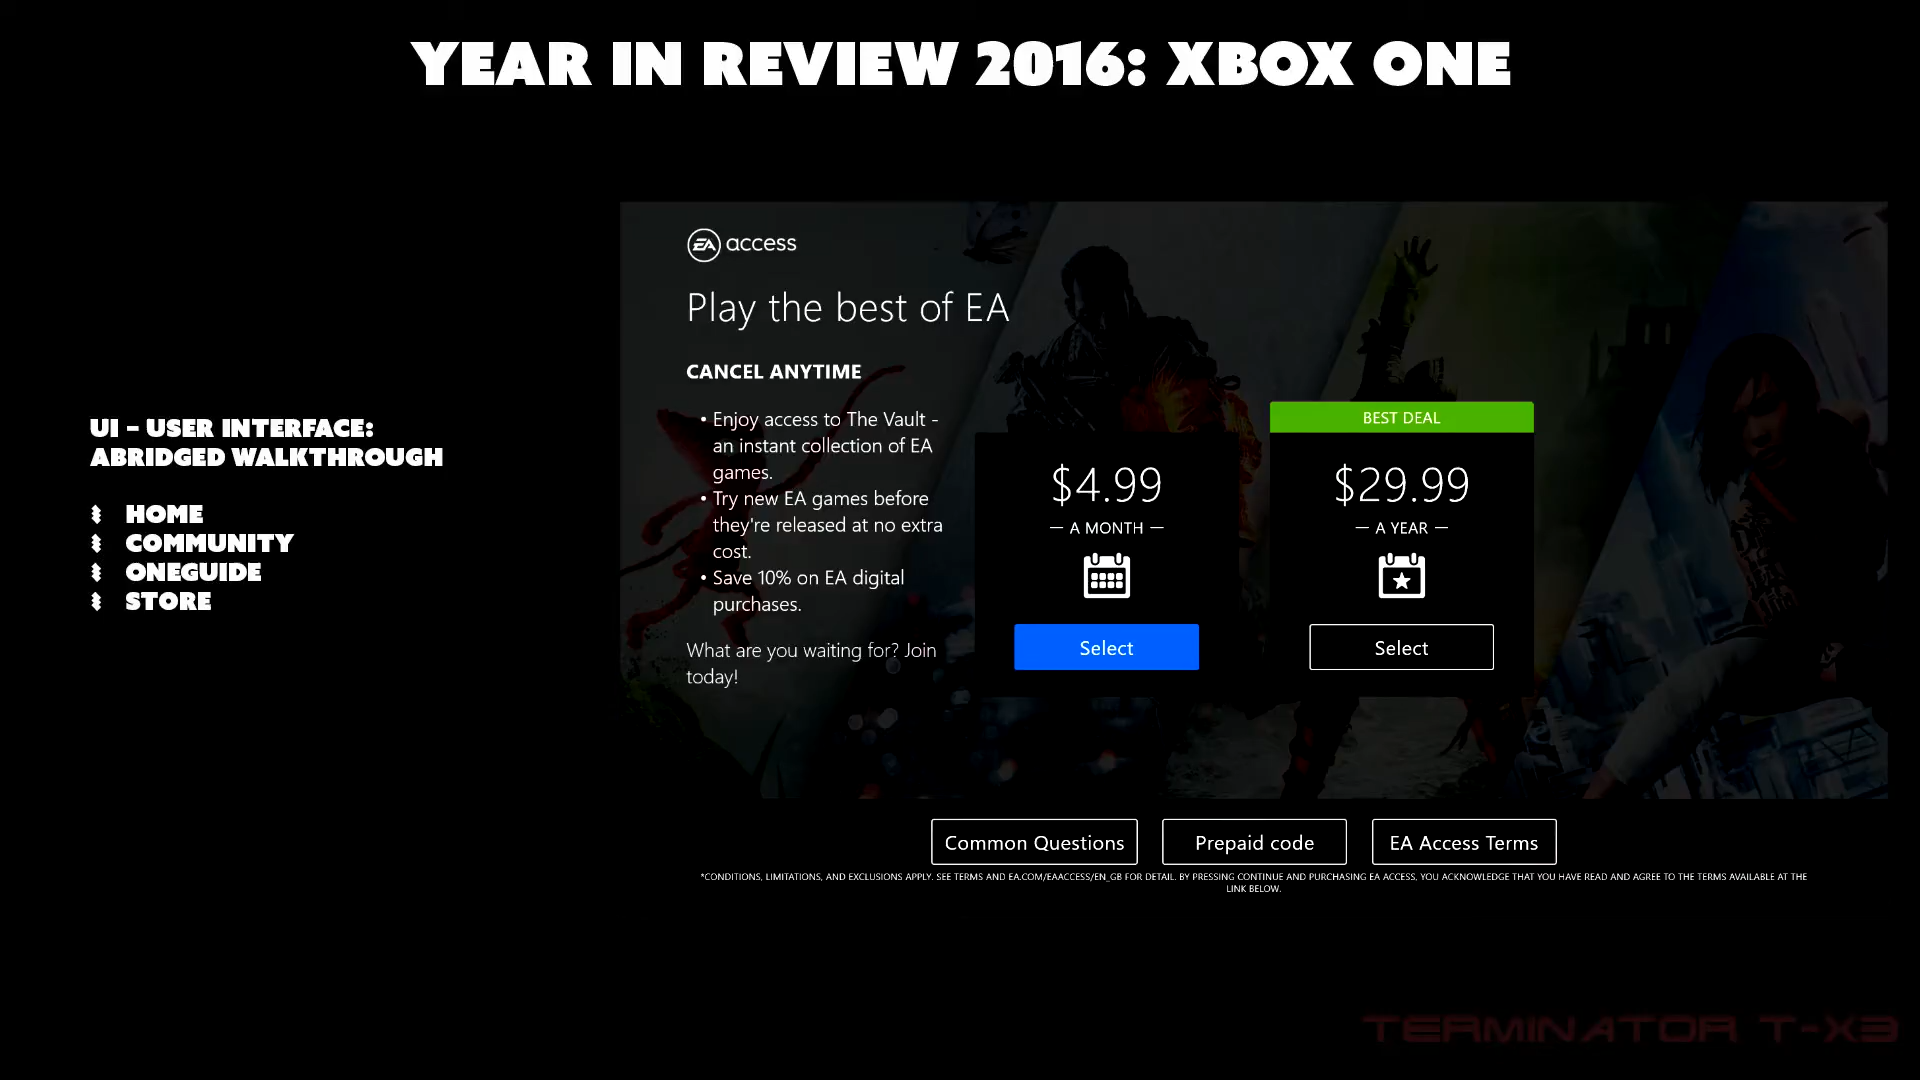 YEAR IN REVIEW 2016: XBOX ONE
UI – USER INTERFACE:
ABRIDGED WALKTHROUGH
HOME
COMMUNITY
ONEGUIDE
STORE
EA access
Play the best of EA
CANCEL ANYTIME
• Enjoy access to The Vault -
an instant collection of EA
games.
• Try new EA games before
they're released at no extra
cost.
• Save 10% on EA digital
purchases.
What are you waiting for? Join
today!
$4.99
— A MONTH —
Select
BEST DEAL
$29.99
— A YEAR —
Select
Common Questions
Prepaid code
EA Access Terms
*CONDITIONS, LIMITATIONS, AND EXCLUSIONS APPLY. SEE TERMS AND EA.COM/EAACCESS/EN_GB FOR DETAIL. BY PRESSING CONTINUE AND PURCHASING EA ACCESS, YOU ACKNOWLEDGE THAT YOU HAVE READ AND AGREE TO THE TERMS AVAILABLE AT THE
LINK BELOW.
TERMINATOR T-X3